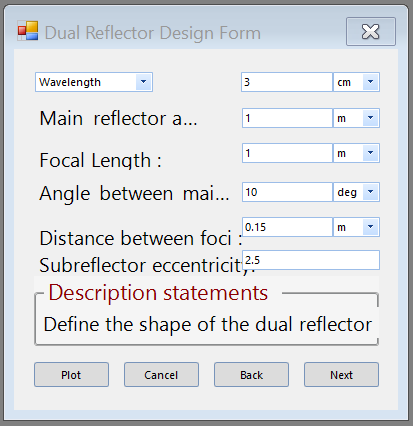 Dual Reflector Design Form
Wavelength 3 cm
Main reflector a... 1 m
Focal Length : 1 m
Angle between mai... 10 deg
Distance between foci : 0.15 m
Subreflector eccentricity: 2.5
Description statements
Define the shape of the dual reflector
Plot Cancel Back Next